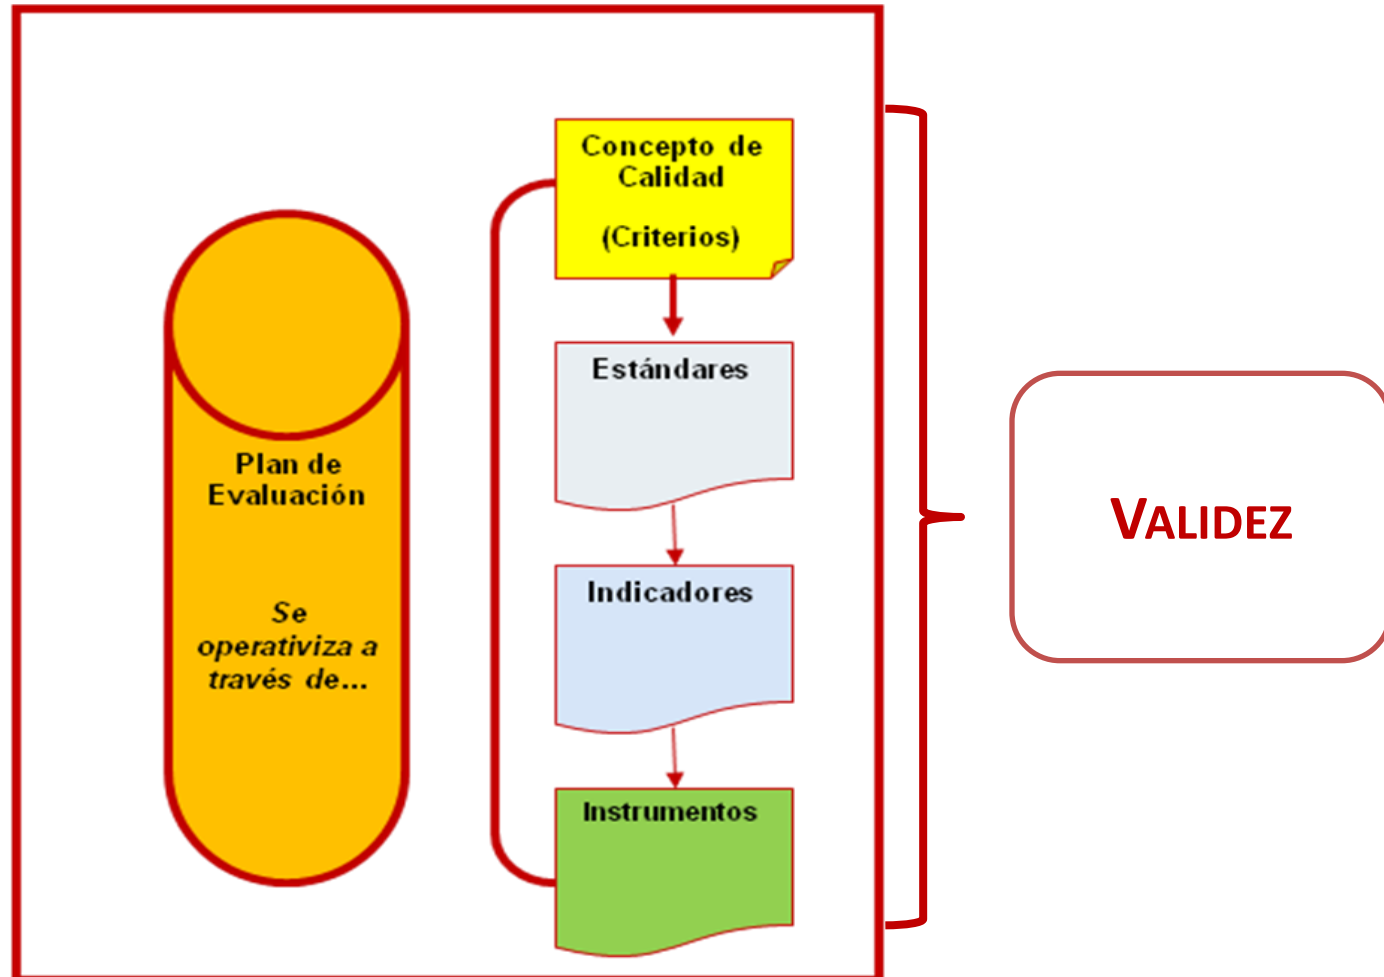 Concepto de
Calidad
(Criterios)
Estándares
Indicadores
Instrumentos
Plan de
Evaluación
Se
operativiza a
través de...
VALIDEZ